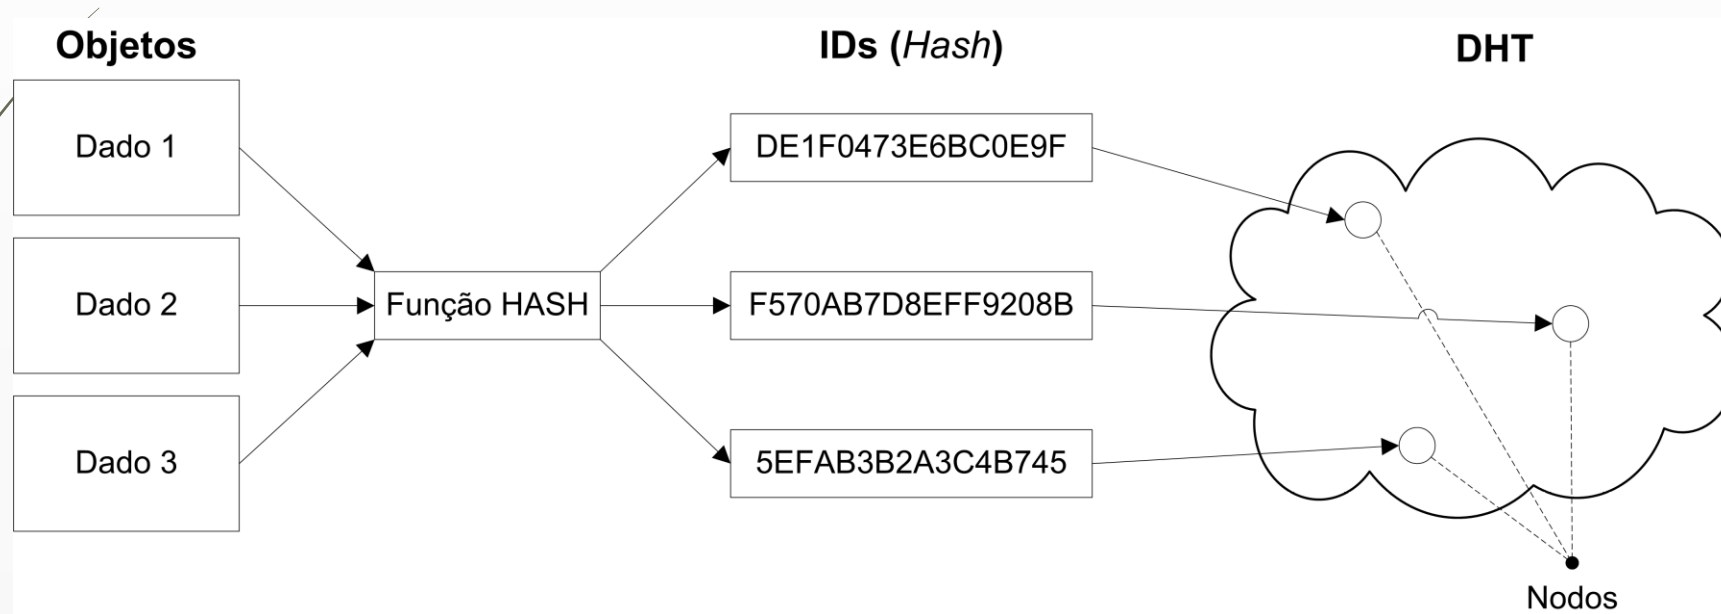 Objetos
IDs (Hash)
DHT
Dado 1
DE1F0473E6BC0E9F
Dado 2
Função HASH
F570AB7D8EFF9208B
Dado 3
5EFAB3B2A3C4B745
Nodos